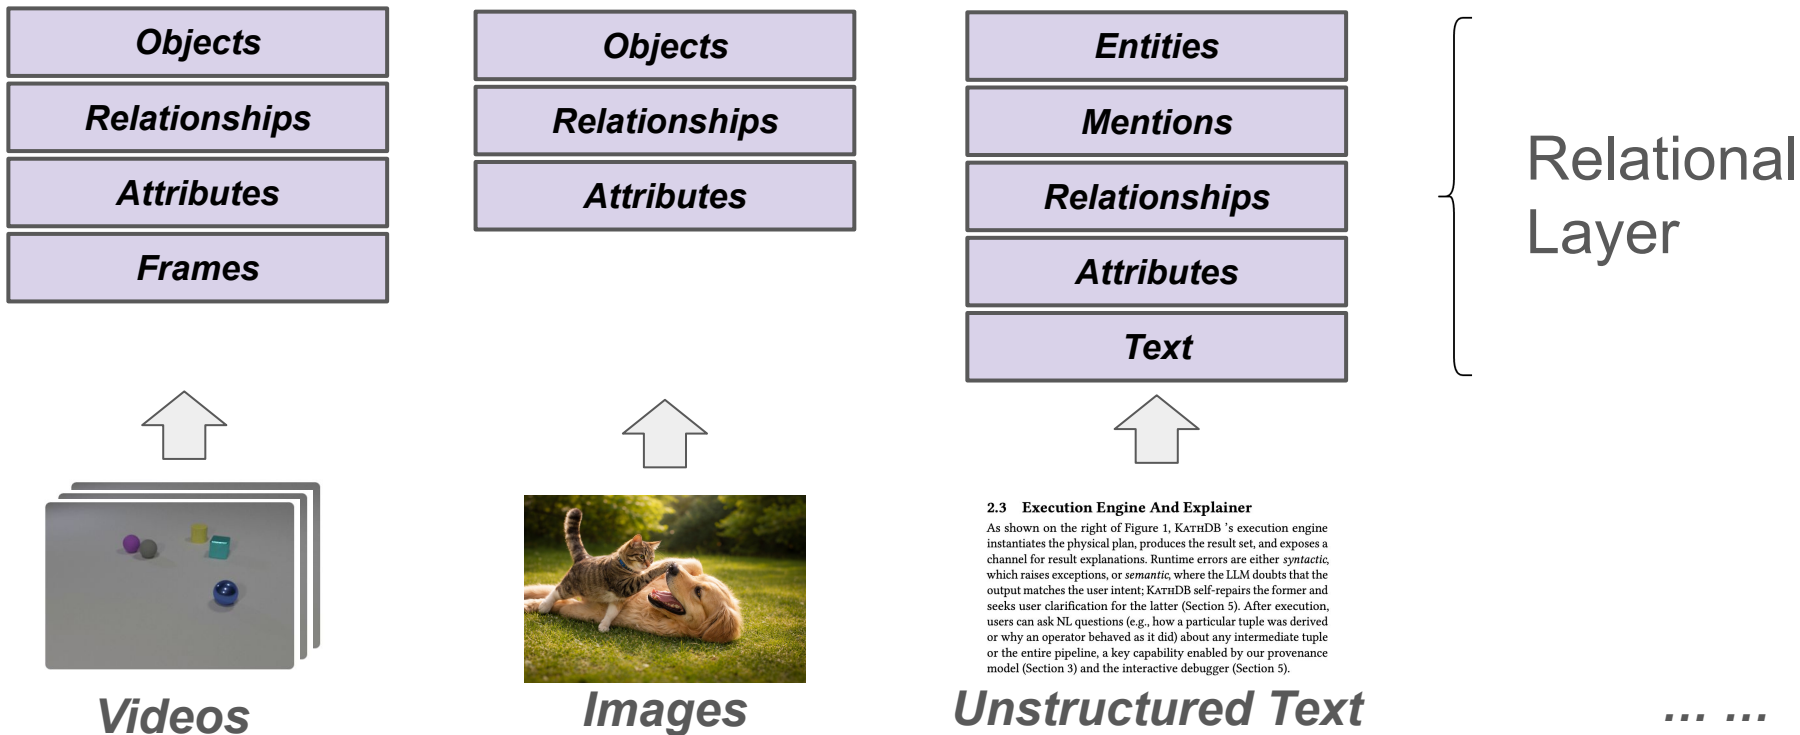 Objects
Relationships
Attributes
Frames
Objects
Relationships
Attributes
Entities
Mentions
Relationships
Attributes
Text
Relational
Layer
2.3 Execution Engine And Explainer
As shown on the right of Figure 1, KathDB 's execution engine
instantiates the physical plan, produces the result set, and exposes a
channel for result explanations. Runtime errors are either syntactic,
which raises exceptions, or semantic, where the LLM doubts that the
output matches the user intent; KathDB self-repairs the former and
seeks user clarification for the latter (Section 5). After execution,
users can ask NL questions (e.g., how a particular tuple was derived
or why an operator behaved as it did) about any intermediate tuple
or the entire pipeline, a key capability enabled by our provenance
model (Section 3) and the interactive debugger (Section 5).
Videos
Images
Unstructured Text
... ...